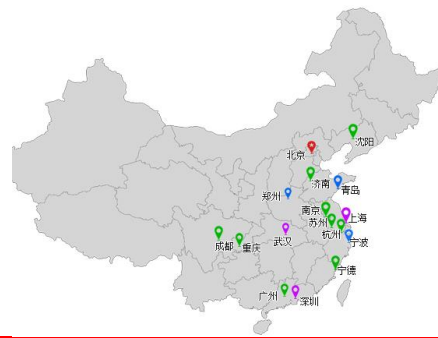 沈阳
北京
济南
青岛
郑州
南京
上海
苏州
杭州
宁波
武汉
成都
重庆
宁德
广州
深圳